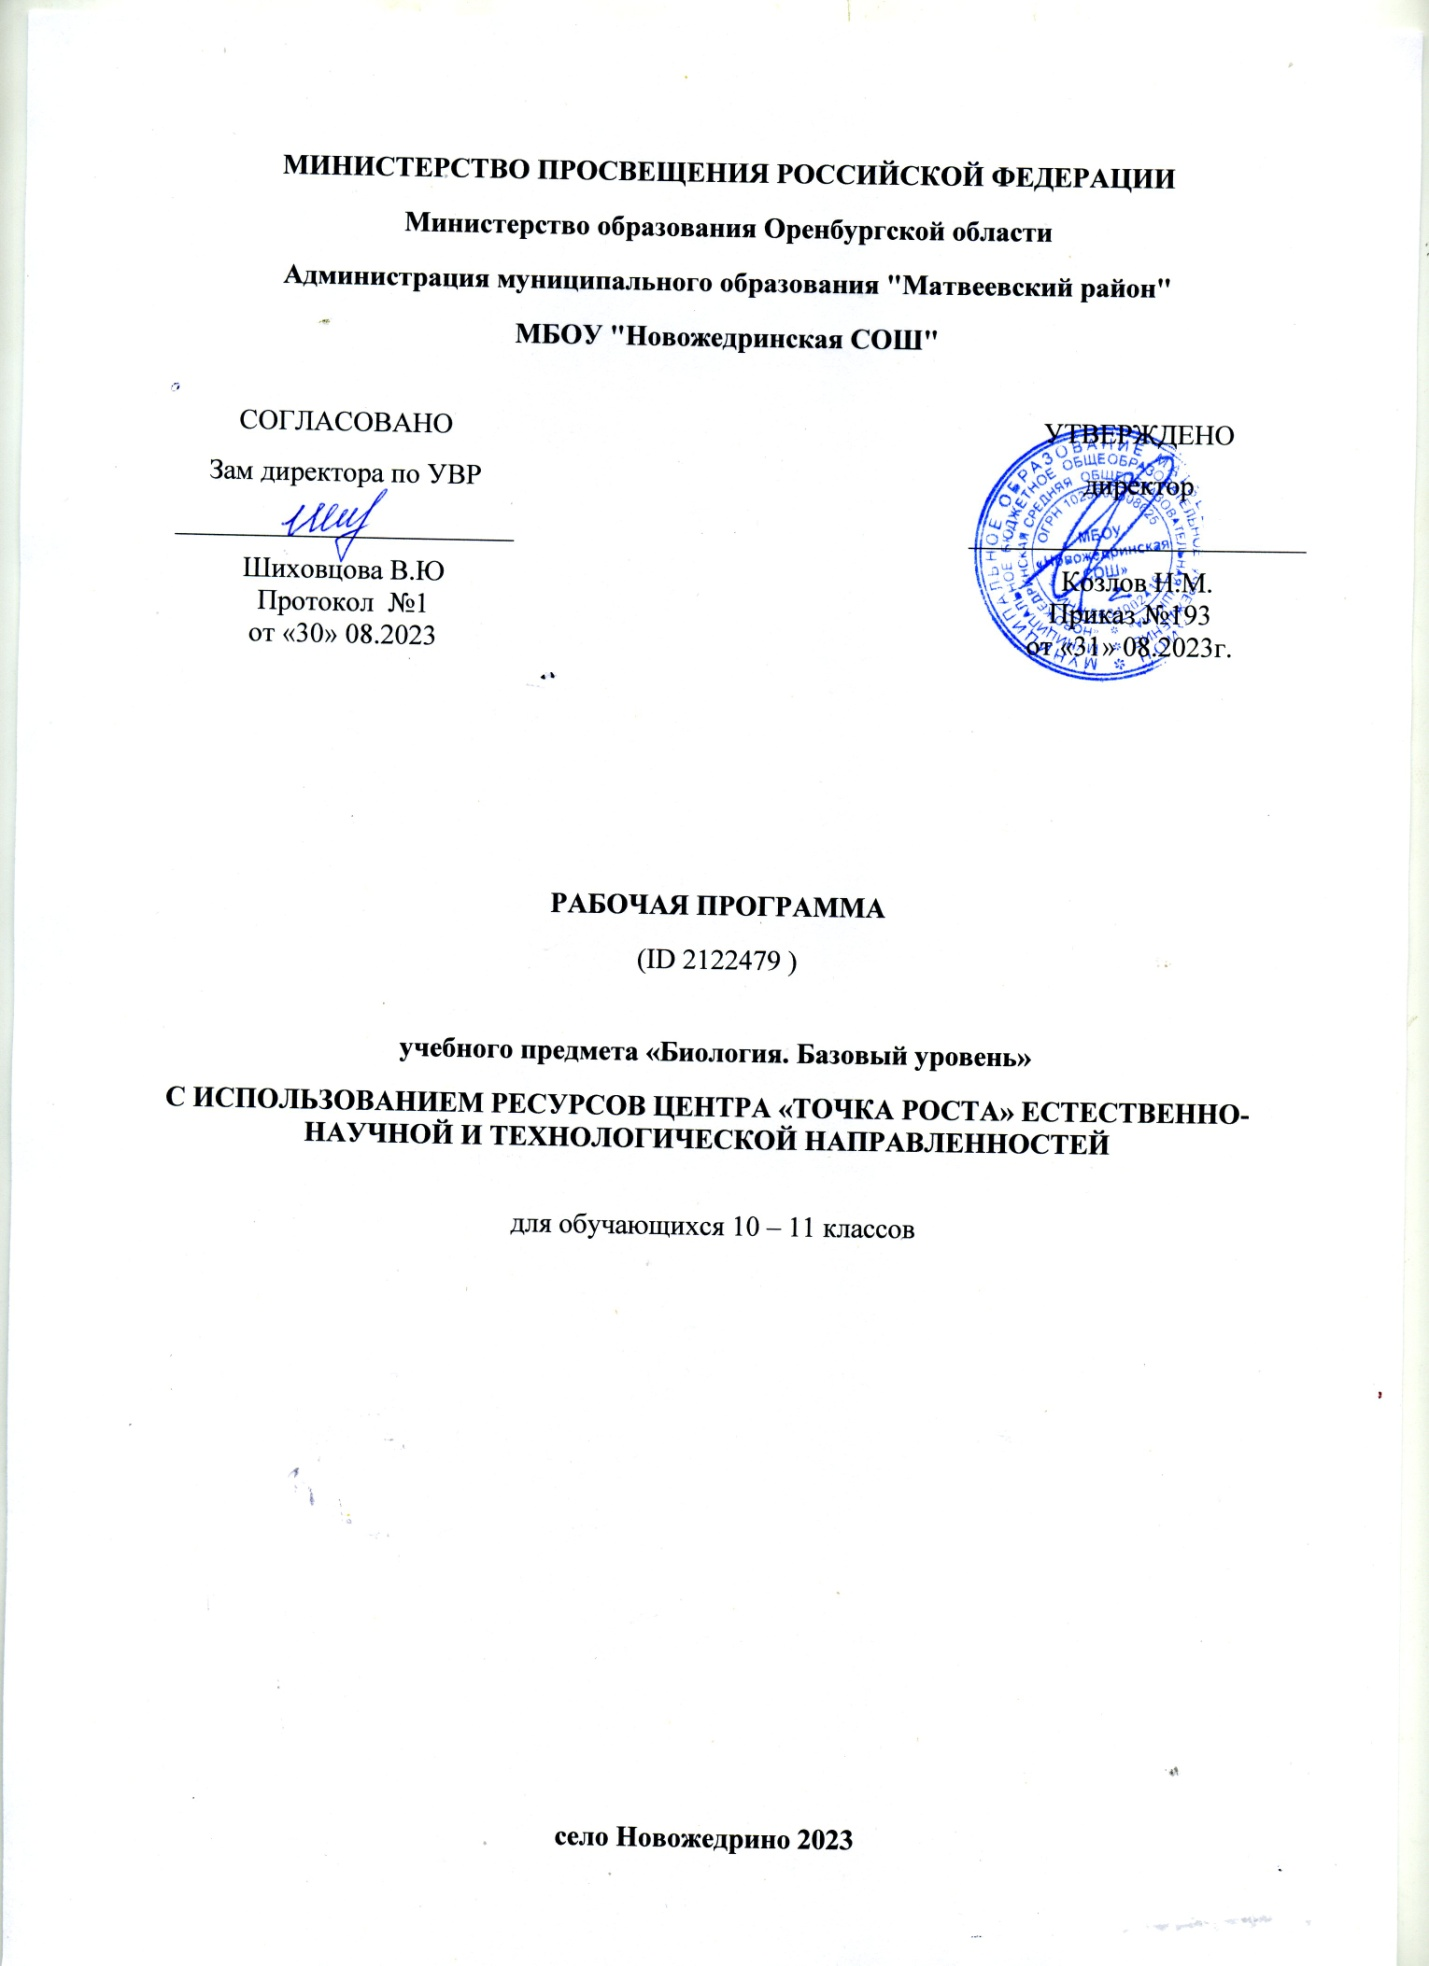 МИНИСТЕРСТВО ПРОСВЕЩЕНИЯ РОССИЙСКОЙ ФЕДЕРАЦИИ
Министерство образования Оренбургской области
Администрация муниципального образования "Матвеевский район"
МБОУ "Новожедринская СОШ"
СОГЛАСОВАНО
Зам директора по УВР
Шиховцова В.Ю
Протокол №1
от «30» 08.2023
УТВЕРЖДЕНО
директор
МБОУ
«Новожедринская
СОШ»
Козлов Н.М.
Приказ №193
от «31» 08.2023г.
РАБОЧАЯ ПРОГРАММА
(ID 2122479 )
учебного предмета «Биология. Базовый уровень»
С ИСПОЛЬЗОВАНИЕМ РЕСУРСОВ ЦЕНТРА «ТОЧКА РОСТА» ЕСТЕСТВЕННО-
НАУЧНОЙ И ТЕХНОЛОГИЧЕСКОЙ НАПРАВЛЕННОСТЕЙ
для обучающихся 10 – 11 классов
село Новожедрино 2023